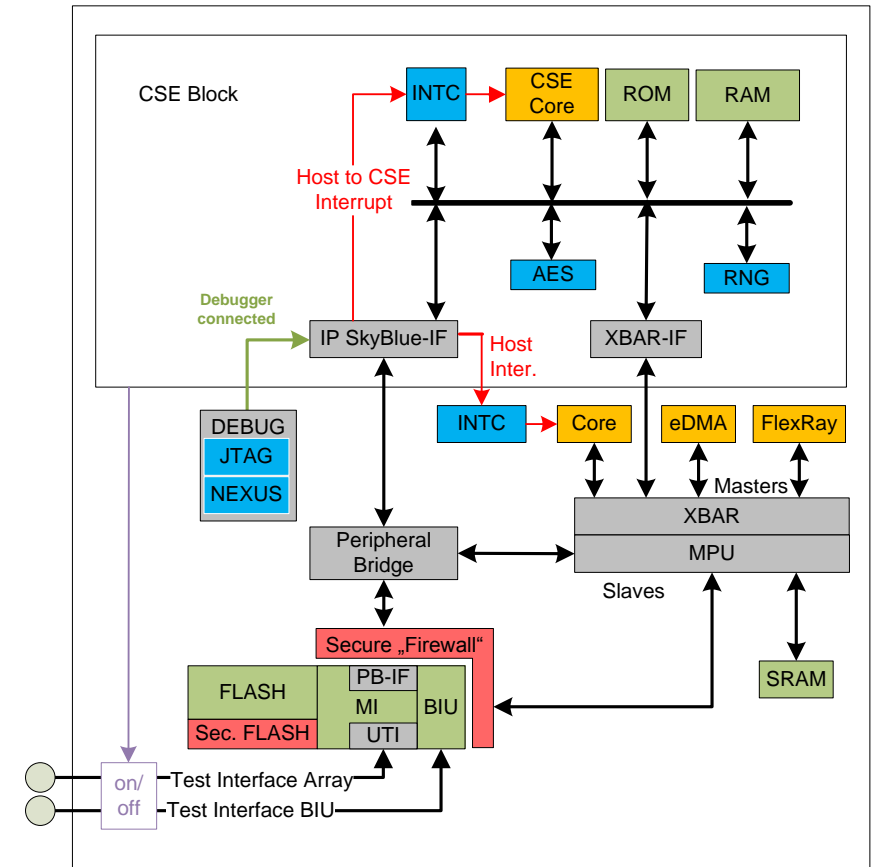 CSE Block
INTC
CSE
Core
ROM
RAM
Host to CSE
Interrupt
AES
RNG
Debugger
connected
IP SkyBlue-IF
XBAR-IF
Host
Inter.
DEBUG
JTAG
NEXUS
INTC
Core
eDMA
FlexRay
Masters
XBAR
MPU
Peripheral
Bridge
Slaves
Secure „Firewall“
FLASH
PB-IF
MI
BIU
SRAM
Sec. FLASH
UTI
on/
off
Test Interface Array
Test Interface BIU